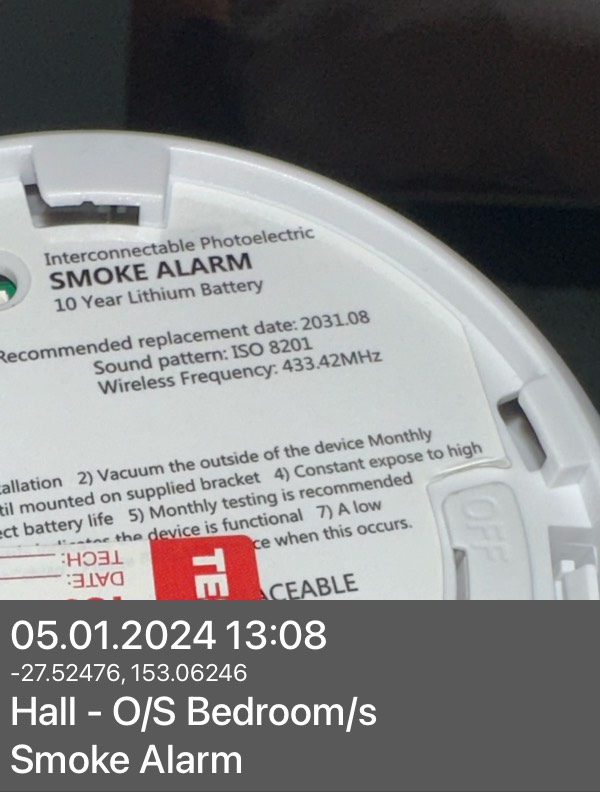 Interconnectable Photoelectric
SMOKE ALARM
10 Year Lithium Battery
Recommended replacement date: 2031.08
Sound pattern: ISO 8201
Wireless Frequency: 433.42MHz
allation 2) Vacuum the outside of the device Monthly
til mounted on supplied bracket 4) Constant expose to high
ect battery life 5) Monthly testing is recommended
the device is functional 7) A low
ce when this occurs.
TECH:
DATE:
TE
ACEABLE
OFF
05.01.2024 13:08
-27.52476, 153.06246
Hall - O/S Bedroom/s
Smoke Alarm